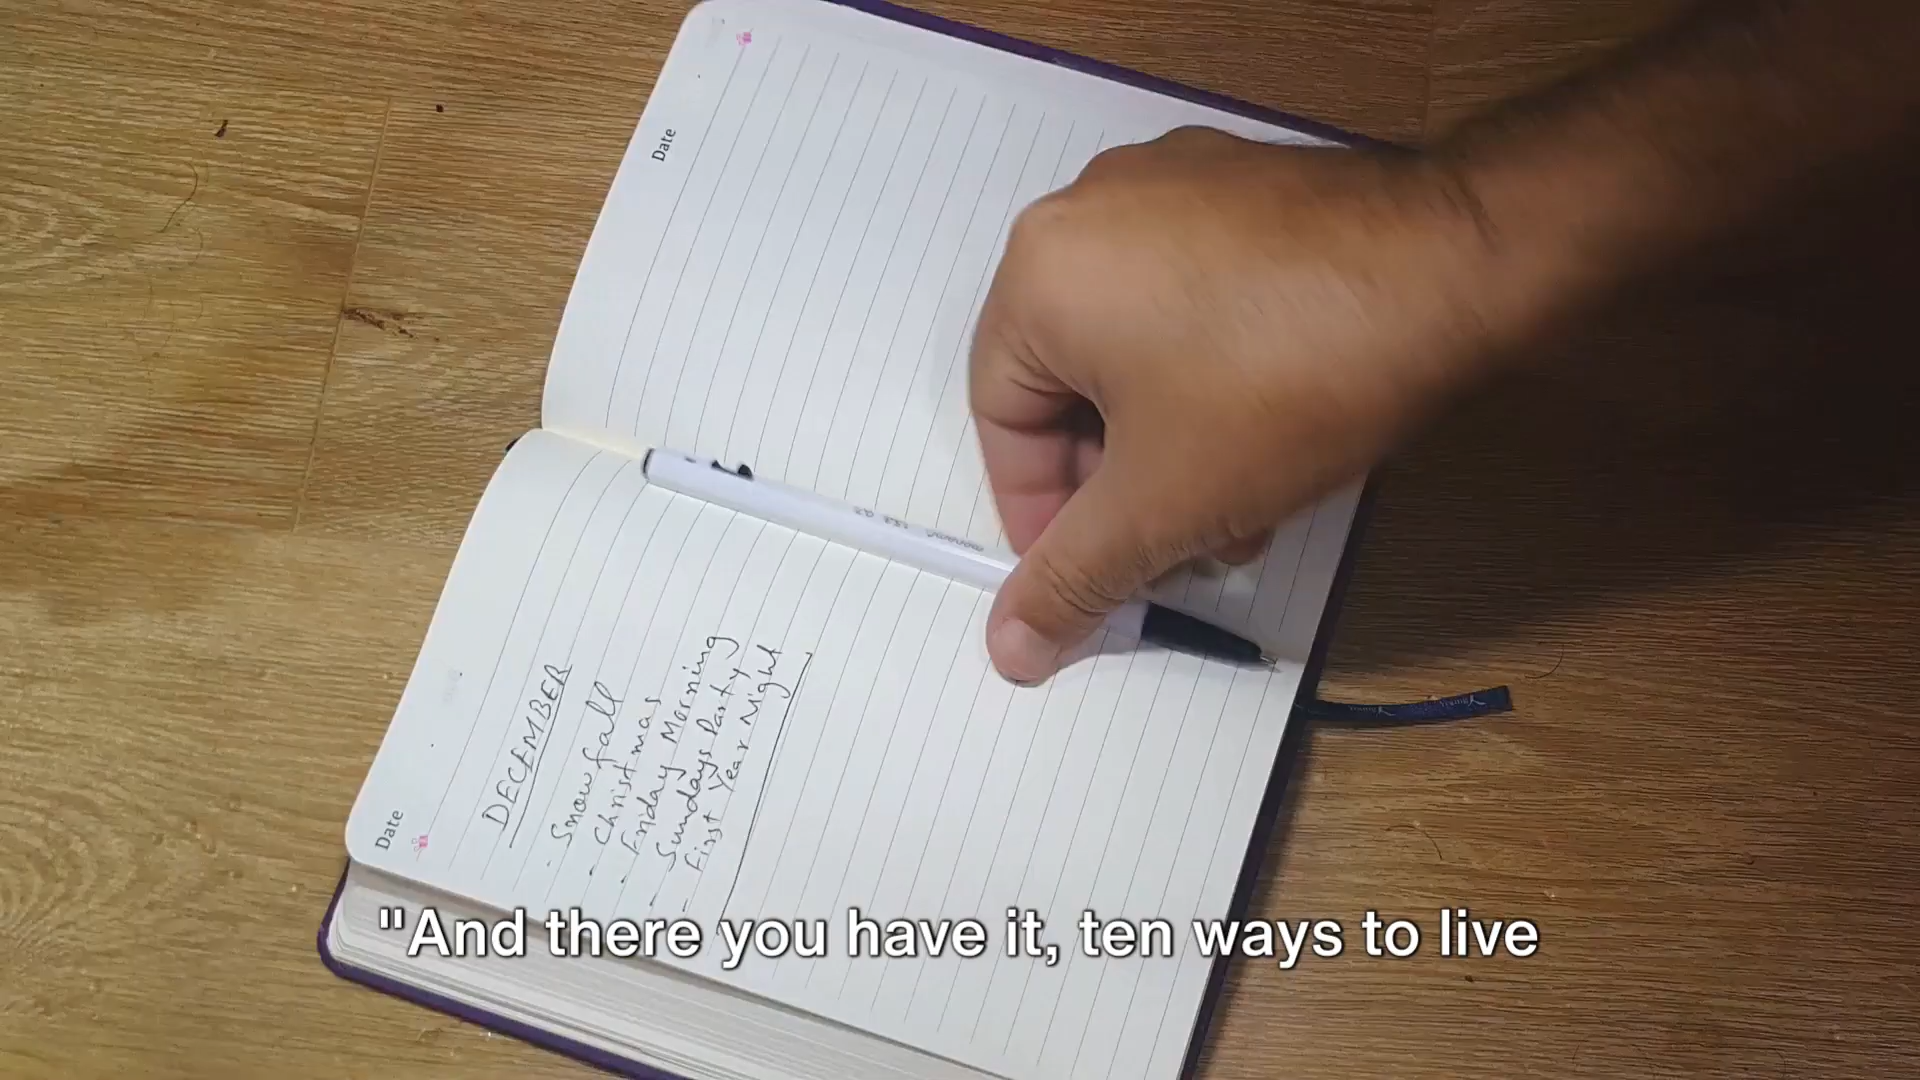 Date
Date
DECEMBER
- Snowfall
- Christmas
- Friday Morning
- Sundays Party
- First Year Night
"And there you have it, ten ways to live